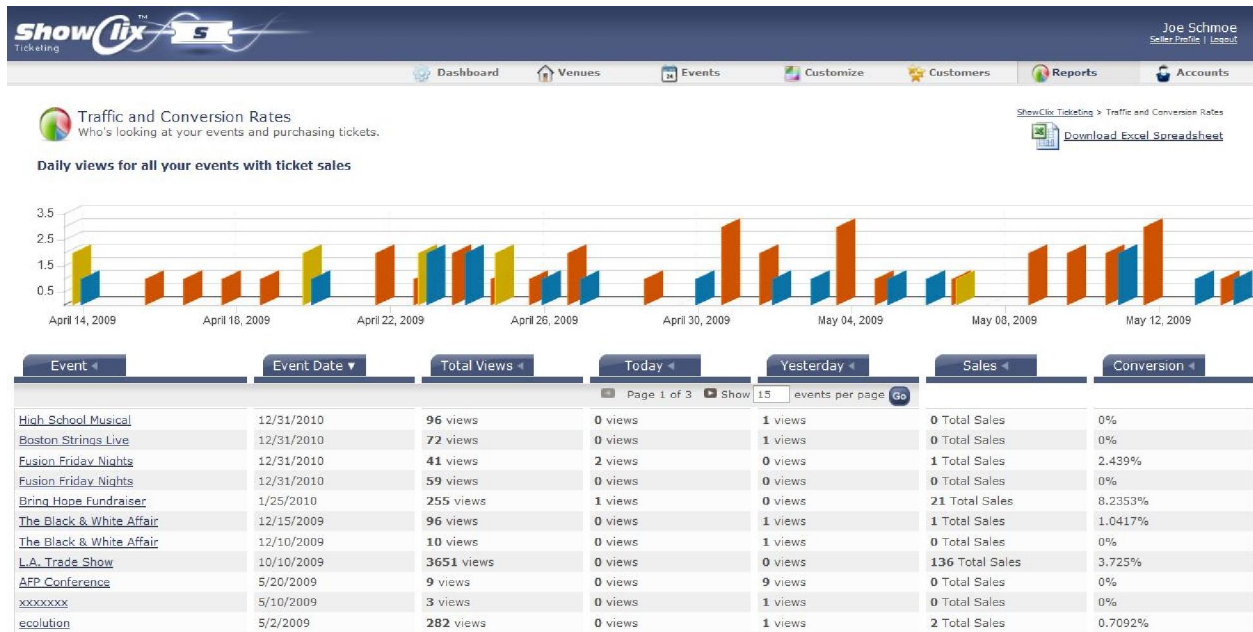 ShowClix™ S
Ticketing
Joe Schmoe
Seller Profile | Logout
Dashboard Venues Events Customize Customers Reports Accounts
Traffic and Conversion Rates
Who's looking at your events and purchasing tickets.
ShowClix Ticketing > Traffic and Conversion Rates
Download Excel Spreadsheet
Daily views for all your events with ticket sales
3.5
2.5
1.5
0.5
April 14, 2009 April 18, 2009 April 22, 2009 April 26, 2009 April 30, 2009 May 04, 2009 May 08, 2009 May 12, 2009
Event Event Date Total Views Today Yesterday Sales Conversion
Page 1 of 3 Show 15 events per page Go
High School Musical 12/31/2010 96 views 0 views 1 views 0 Total Sales 0%
Boston Strings Live 12/31/2010 72 views 0 views 1 views 0 Total Sales 0%
Fusion Friday Nights 12/31/2010 41 views 2 views 0 views 1 Total Sales 2.439%
Fusion Friday Nights 12/31/2010 59 views 0 views 0 views 0 Total Sales 0%
Bring Hope Fundraiser 1/25/2010 255 views 1 views 0 views 21 Total Sales 8.2353%
The Black & White Affair 12/15/2009 96 views 0 views 1 views 1 Total Sales 1.0417%
The Black & White Affair 12/10/2009 10 views 0 views 1 views 0 Total Sales 0%
L.A. Trade Show 10/10/2009 3651 views 0 views 0 views 136 Total Sales 3.725%
AFP Conference 5/20/2009 9 views 0 views 9 views 0 Total Sales 0%
xxxxxxx 5/10/2009 3 views 0 views 1 views 0 Total Sales 0%
ecolution 5/2/2009 282 views 0 views 1 views 2 Total Sales 0.7092%